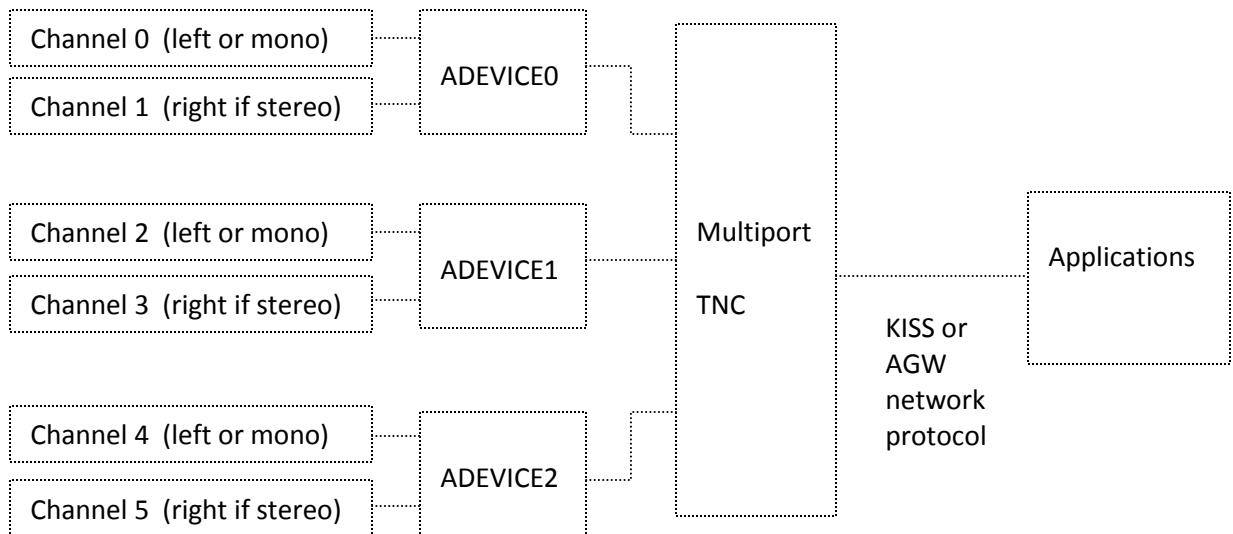 Channel 0  (left or mono)
Channel 1  (right if stereo)
ADEVICE0
Channel 2  (left or mono)
Channel 3  (right if stereo)
ADEVICE1
Channel 4  (left or mono)
Channel 5  (right if stereo)
ADEVICE2
Multiport
TNC
KISS or
AGW
network
protocol
Applications